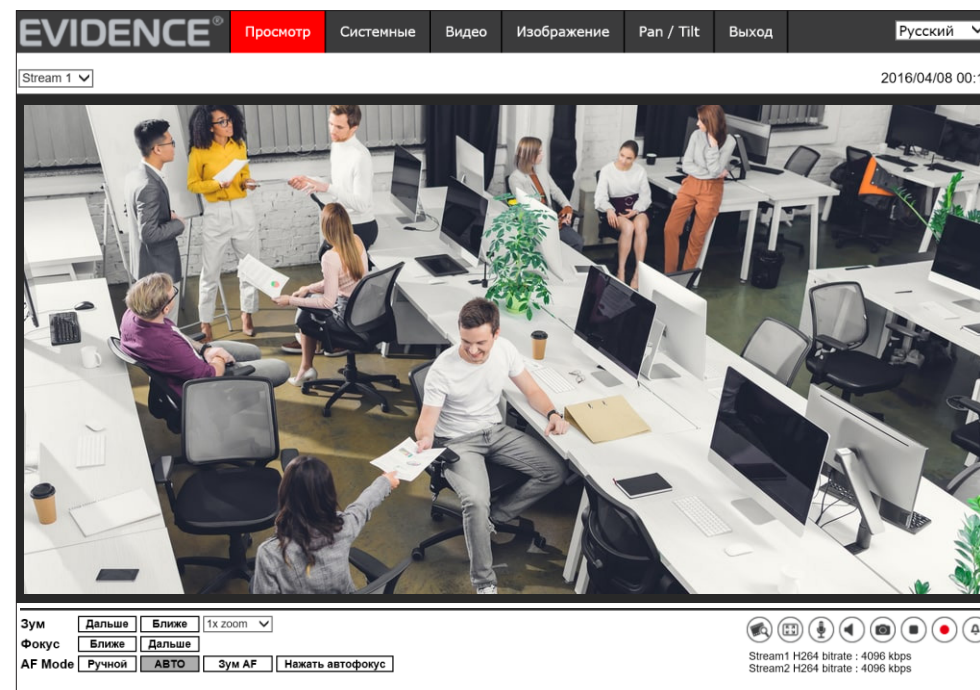 EVIDENCE® Просмотр Системные Видео Изображение Pan / Tilt Выход Русский
Stream 1 2016/04/08 00:1
Зум Дальше Ближе 1x zoom
Фокус Ближе Дальше
AF Mode Ручной АВТО Зум AF Нажать автофокус
Stream1 H264 bitrate : 4096 kbps
Stream2 H264 bitrate : 4096 kbps